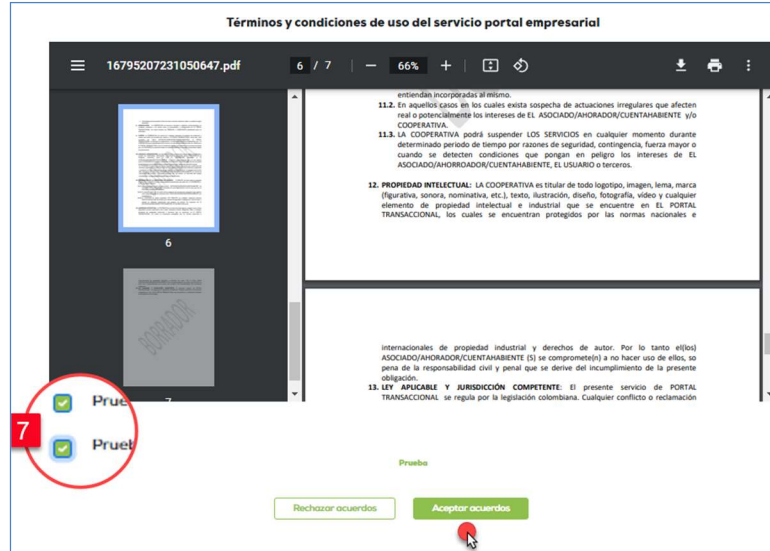 Términos y condiciones de uso del servicio portal empresarial
16795207231050647.pdf
6 / 7
66%
entiendan incorporadas al mismo.
11.2. En aquellos casos en los cuales exista sospecha de actuaciones irregulares que afecten
real o potencialmente los intereses de EL ASOCIADO/AHORADOR/CUENTAHABIENTE y/o
COOPERATIVA.
11.3. LA COOPERATIVA podrá suspender LOS SERVICIOS en cualquier momento durante
determinado periodo de tiempo por razones de seguridad, contingencia, fuerza mayor o
cuando se detecten condiciones que pongan en peligro los intereses de EL
ASOCIADO/AHORROADOR/CUENTAHABIENTE, EL USUARIO o terceros.
12. PROPIEDAD INTELECTUAL: LA COOPERATIVA es titular de todo logotipo, imagen, lema, marca
(figurativa, sonora, nominativa, etc.), texto, ilustración, diseño, fotografía, vídeo y cualquier
elemento de propiedad intelectual e industrial que se encuentre en EL PORTAL
TRANSACCIONAL, los cuales se encuentran protegidos por las normas nacionales e
6
BORRADOR
7
internacionales de propiedad industrial y derechos de autor. Por lo tanto el(los)
ASOCIADO/AHORADOR/CUENTAHABIENTE (S) se compromete(n) a no hacer uso de ellos, so
pena de la responsabilidad civil y penal que se derive del incumplimiento de la presente
obligación.
13. LEY APLICABLE Y JURISDICCIÓN COMPETENTE: El presente servicio de PORTAL
TRANSACCIONAL se regula por la legislación colombiana. Cualquier conflicto o reclamación
7
Prue
Prueb
Prueba
Rechazar acuerdos
Aceptar acuerdos